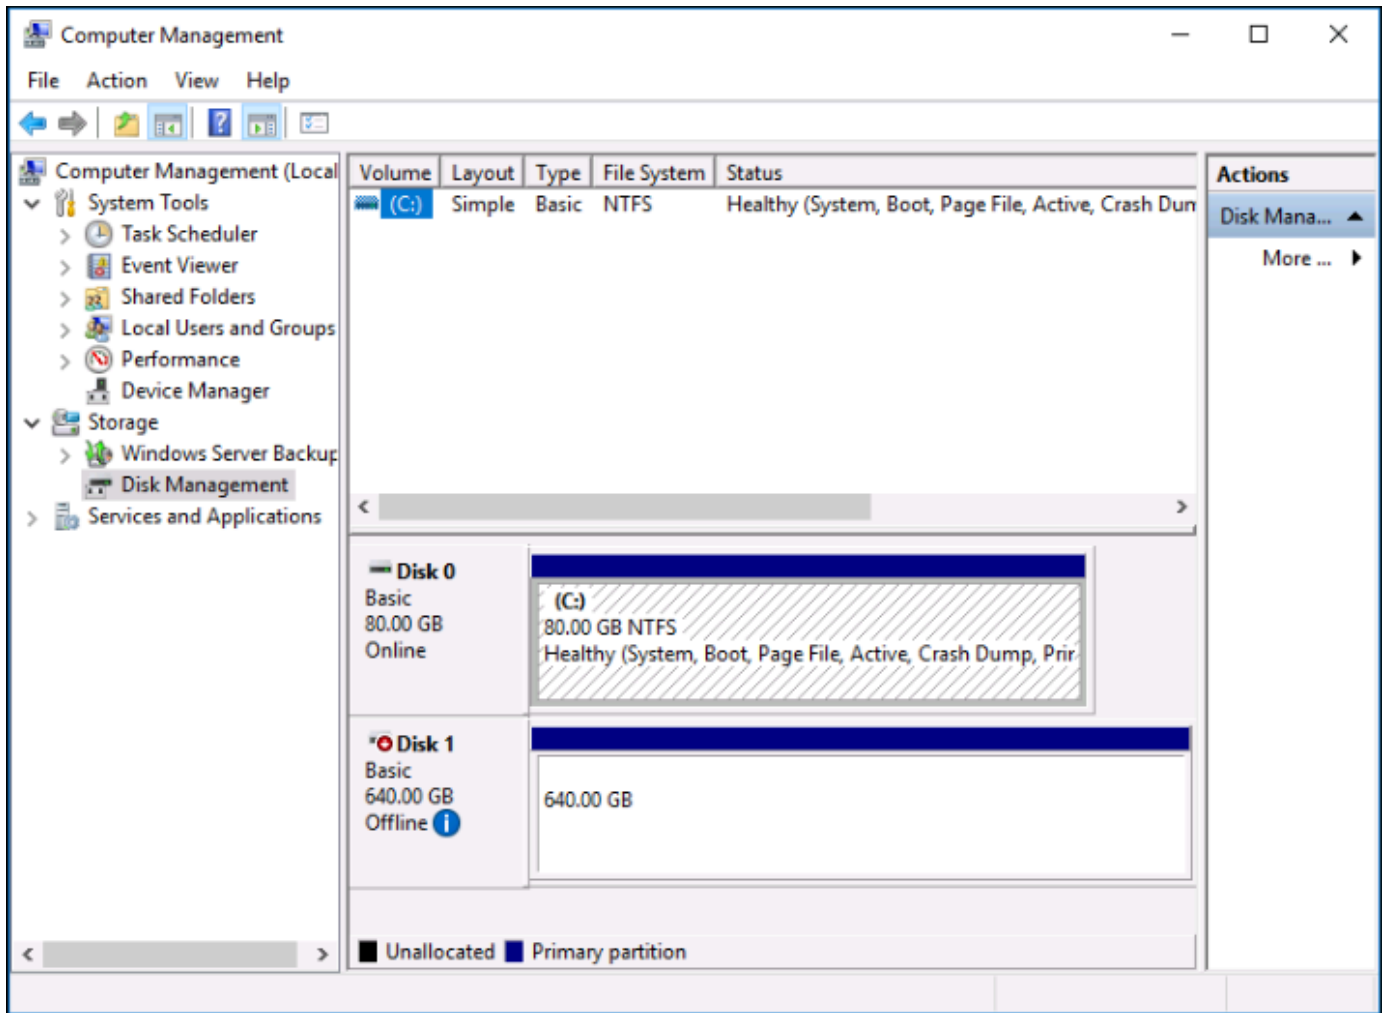 Computer Management
File Action View Help
Computer Management (Local
System Tools
Task Scheduler
Event Viewer
Shared Folders
Local Users and Groups
Performance
Device Manager
Storage
Windows Server Backup
Disk Management
Services and Applications
Volume Layout Type File System Status
(C:) Simple Basic NTFS Healthy (System, Boot, Page File, Active, Crash Dum
Disk 0
Basic
80.00 GB
Online
(C:)
80.00 GB NTFS
Healthy (System, Boot, Page File, Active, Crash Dump, Prir
Disk 1
Basic
640.00 GB
Offline
640.00 GB
Unallocated Primary partition
Actions
Disk Mana...
More ...